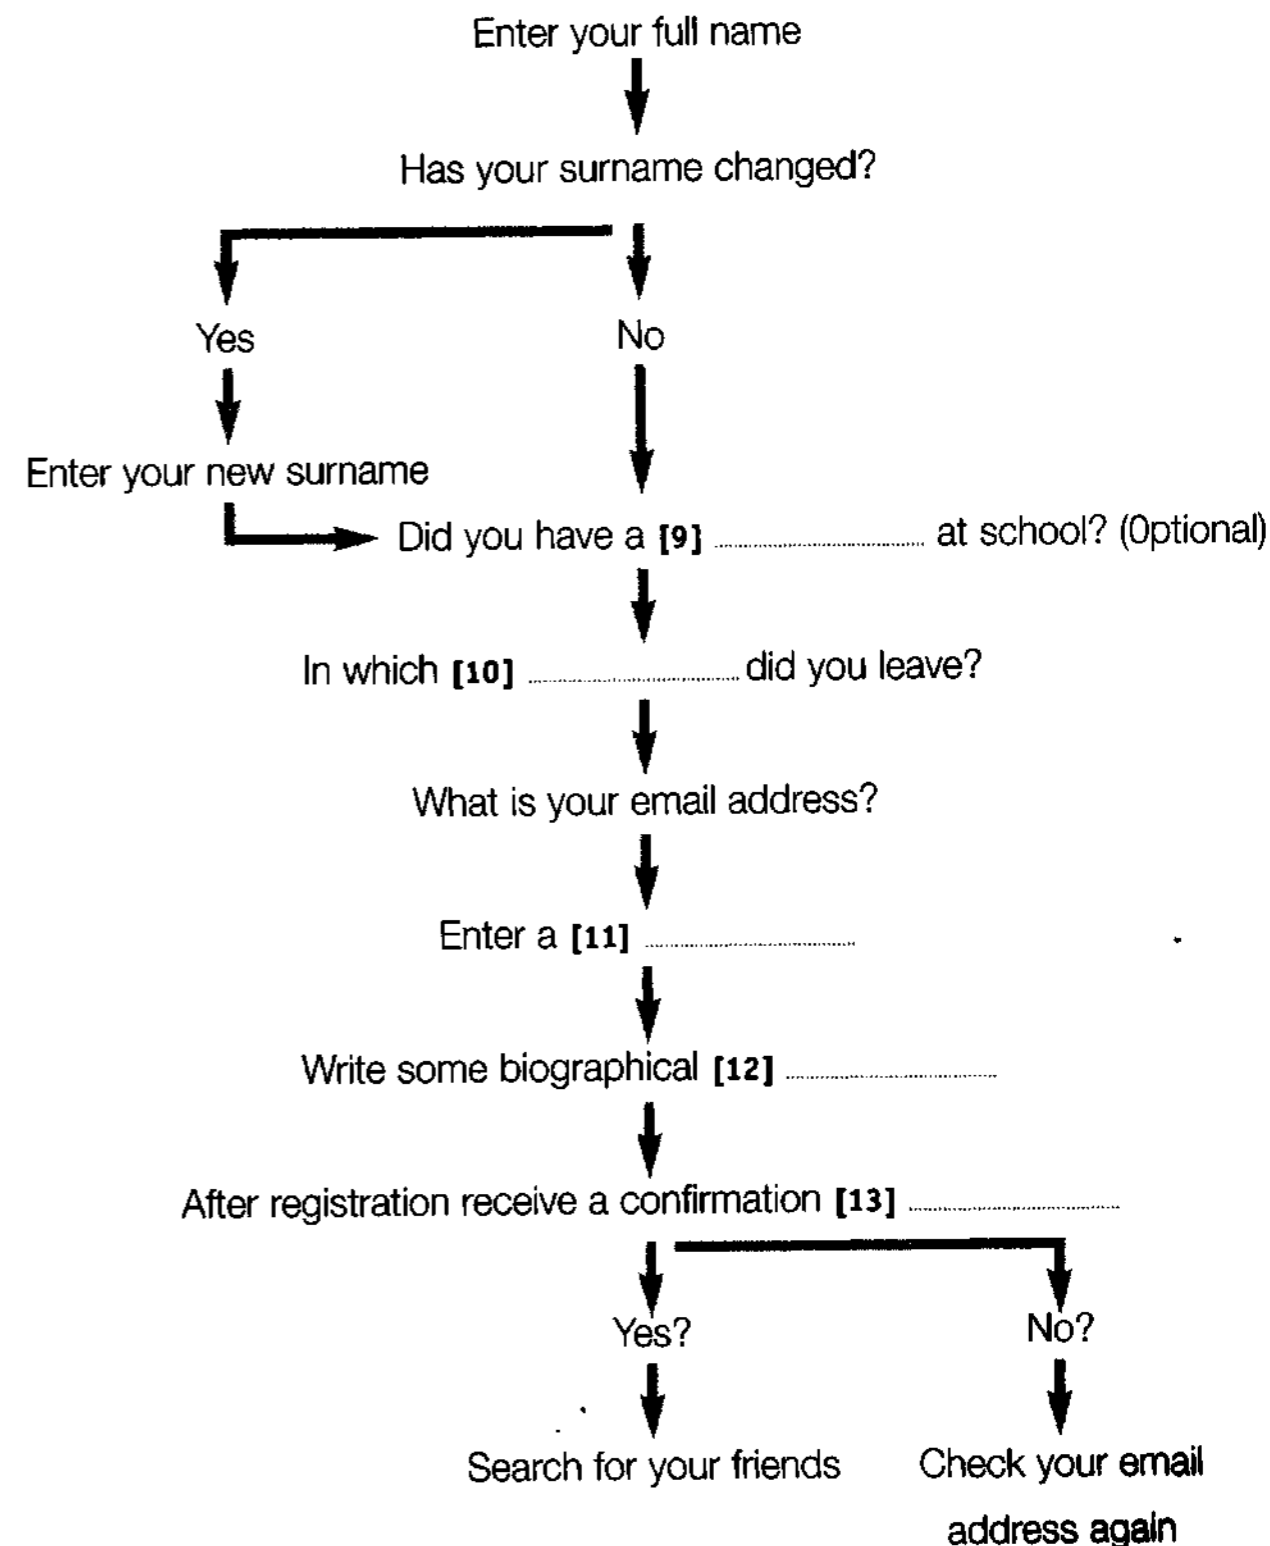 Enter your full name
Has your surname changed?
Yes
No
Enter your new surname
Did you have a [9] .............................. at school? (Optional)
In which [10] .............................. did you leave?
What is your email address?
Enter a [11] ..............................
Write some biographical [12] ..............................
After registration receive a confirmation [13] ..............................
Yes?
No?
Search for your friends
Check your email
address again